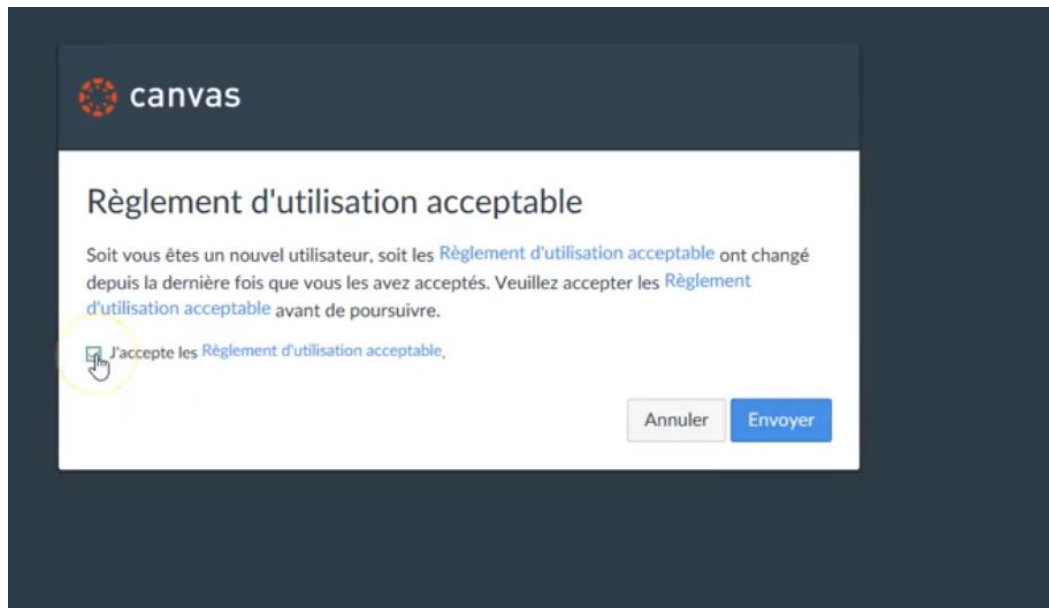 canvas
Règlement d'utilisation acceptable
Soit vous êtes un nouvel utilisateur, soit les Règlement d'utilisation acceptable ont changé
depuis la dernière fois que vous les avez acceptés. Veuillez accepter les Règlement
d'utilisation acceptable avant de poursuivre.
J'accepte les Règlement d'utilisation acceptable.
Annuler Envoyer